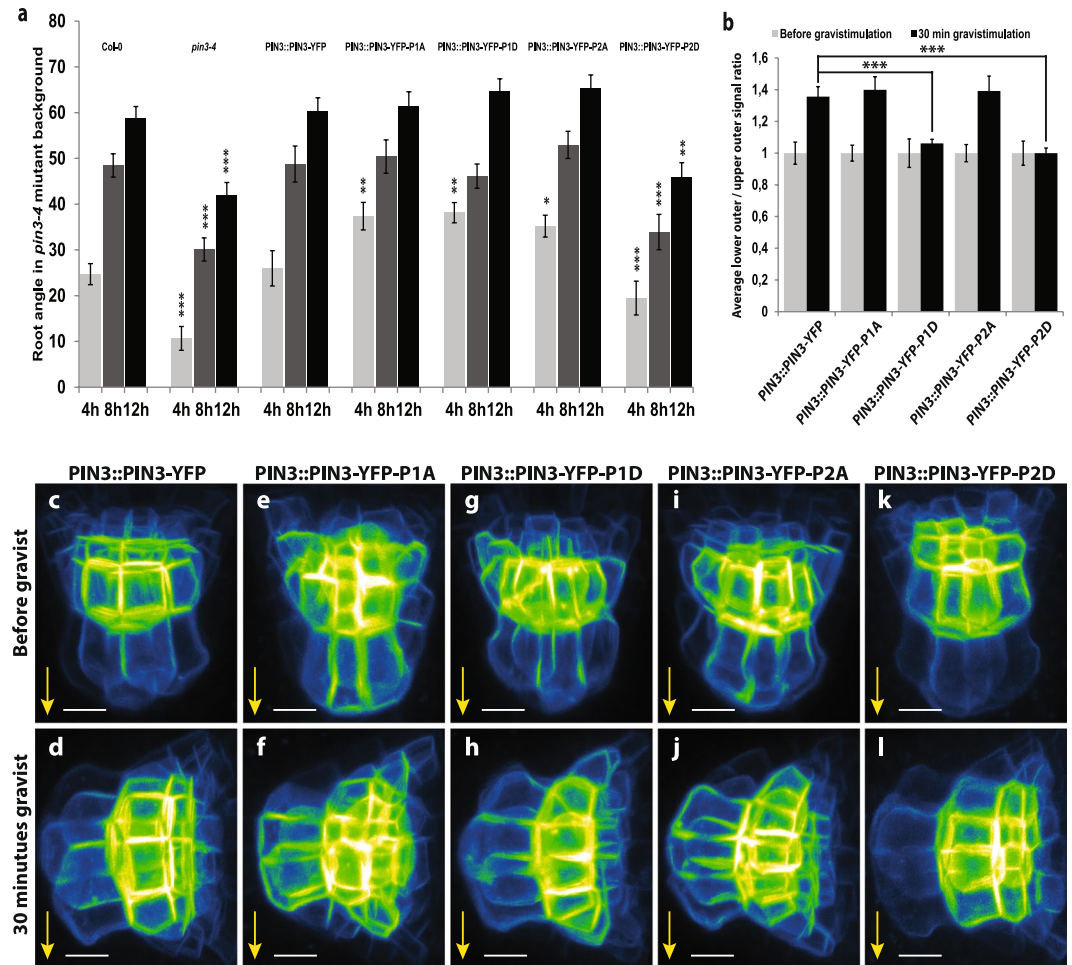 a
Root angle in pin3-4 miutant background
70
60
50
40
30
20
10
0
Col-0
pin3-4
PIN3::PIN3-YFP
PIN3::PIN3-YFP-P1A
PIN3::PIN3-YFP-P1D
PIN3::PIN3-YFP-P2A
PIN3::PIN3-YFP-P2D
***
***
***
**
**
*
***
***
**
4h 8h12h
4h 8h12h
4h 8h12h
4h 8h12h
4h 8h12h
4h 8h12h
4h 8h12h
b
Before gravistimulation
30 min gravistimulation
Average lower outer / upper outer signal ratio
1,6
1,4
1,2
1
0,8
0,6
0,4
0,2
0
***
***
PIN3::PIN3-YFP
PIN3::PIN3-YFP-P1A
PIN3::PIN3-YFP-P1D
PIN3::PIN3-YFP-P2A
PIN3::PIN3-YFP-P2D
PIN3::PIN3-YFP
PIN3::PIN3-YFP-P1A
PIN3::PIN3-YFP-P1D
PIN3::PIN3-YFP-P2A
PIN3::PIN3-YFP-P2D
Before gravist
c
e
g
i
k
30 minutues gravist
d
f
h
j
l